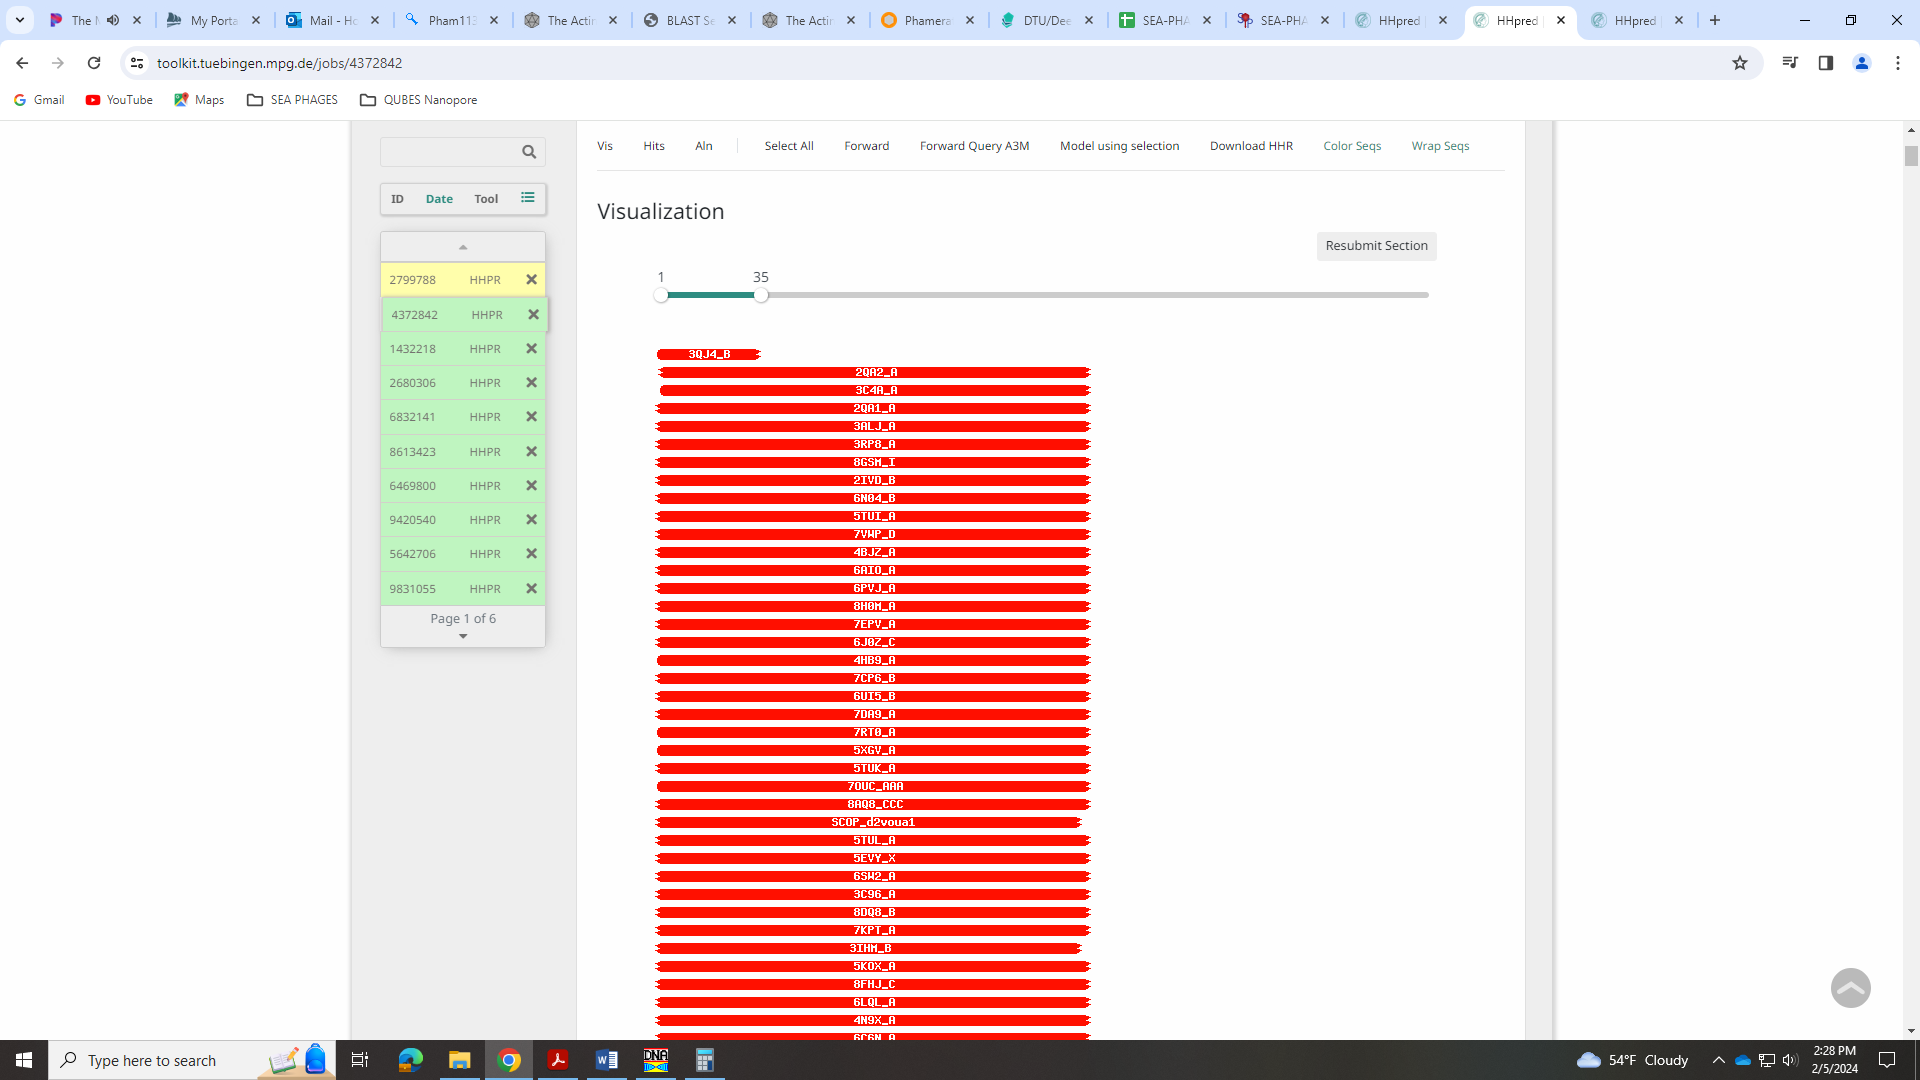 The M
My Porta
Mail - Ho
Pham113
The Actin
BLAST Se
The Actin
Phamera
DTU/Dee
SEA-PHA
SEA-PHA
HHpred
HHpred
HHpred
toolkit.tuebingen.mpg.de/jobs/4372842
Gmail
YouTube
Maps
SEA PHAGES
QUBES Nanopore
Vis
Hits
Aln
Select All
Forward
Forward Query A3M
Model using selection
Download HHR
Color Seqs
Wrap Seqs
ID
Date
Tool
2799788 HHPR
4372842 HHPR
1432218 HHPR
2680306 HHPR
6832141 HHPR
8613423 HHPR
6469800 HHPR
9420540 HHPR
5642706 HHPR
9831055 HHPR
Page 1 of 6
Visualization
Resubmit Section
1
35
3QJ4_B
2QA2_A
3C4A_A
2QA1_A
3ALJ_A
3RP8_A
8GSM_I
2IVD_B
6N04_B
5TUI_A
7VWP_D
4BJZ_A
6AIO_A
6PVJ_A
8H0M_A
7EPV_A
6J0Z_C
4HB9_A
7CP6_B
6UI5_B
7DA9_A
7RT0_A
5XGV_A
5TUK_A
7OUC_AAA
8AQ8_CCC
SCOP_d2voua1
5TUL_A
5EVY_X
6SW2_A
3C96_A
8DQ8_B
7KPT_A
3IHM_B
5KOX_A
8FHJ_C
6LQL_A
4N9X_A
6C6N_A
Type here to search
DNA
54°F Cloudy
2:28 PM
2/5/2024